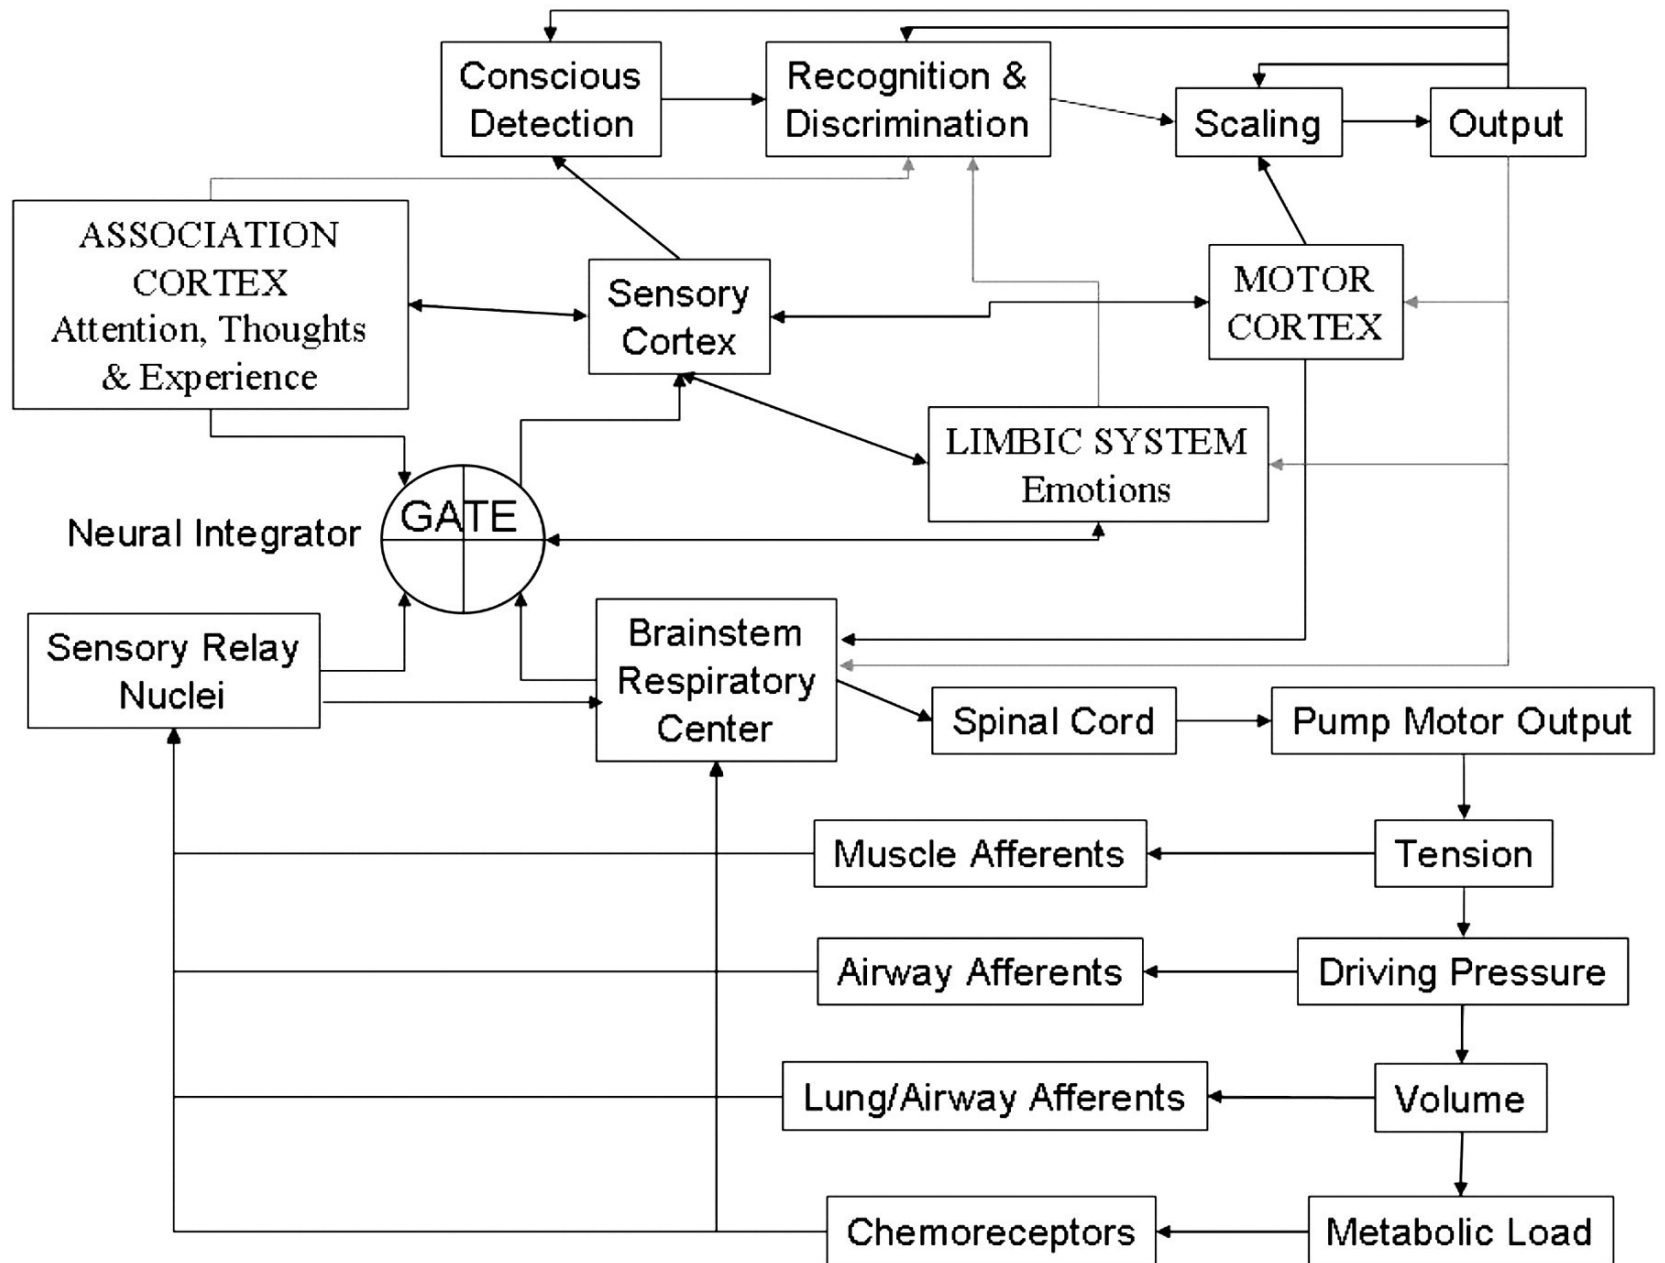 Conscious
Detection
Recognition &
Discrimination
Scaling
Output
ASSOCIATION
CORTEX
Attention, Thoughts
& Experience
Sensory
Cortex
MOTOR
CORTEX
LIMBIC SYSTEM
Emotions
Neural Integrator
GATE
Sensory Relay
Nuclei
Brainstem
Respiratory
Center
Spinal Cord
Pump Motor Output
Muscle Afferents
Tension
Airway Afferents
Driving Pressure
Lung/Airway Afferents
Volume
Chemoreceptors
Metabolic Load